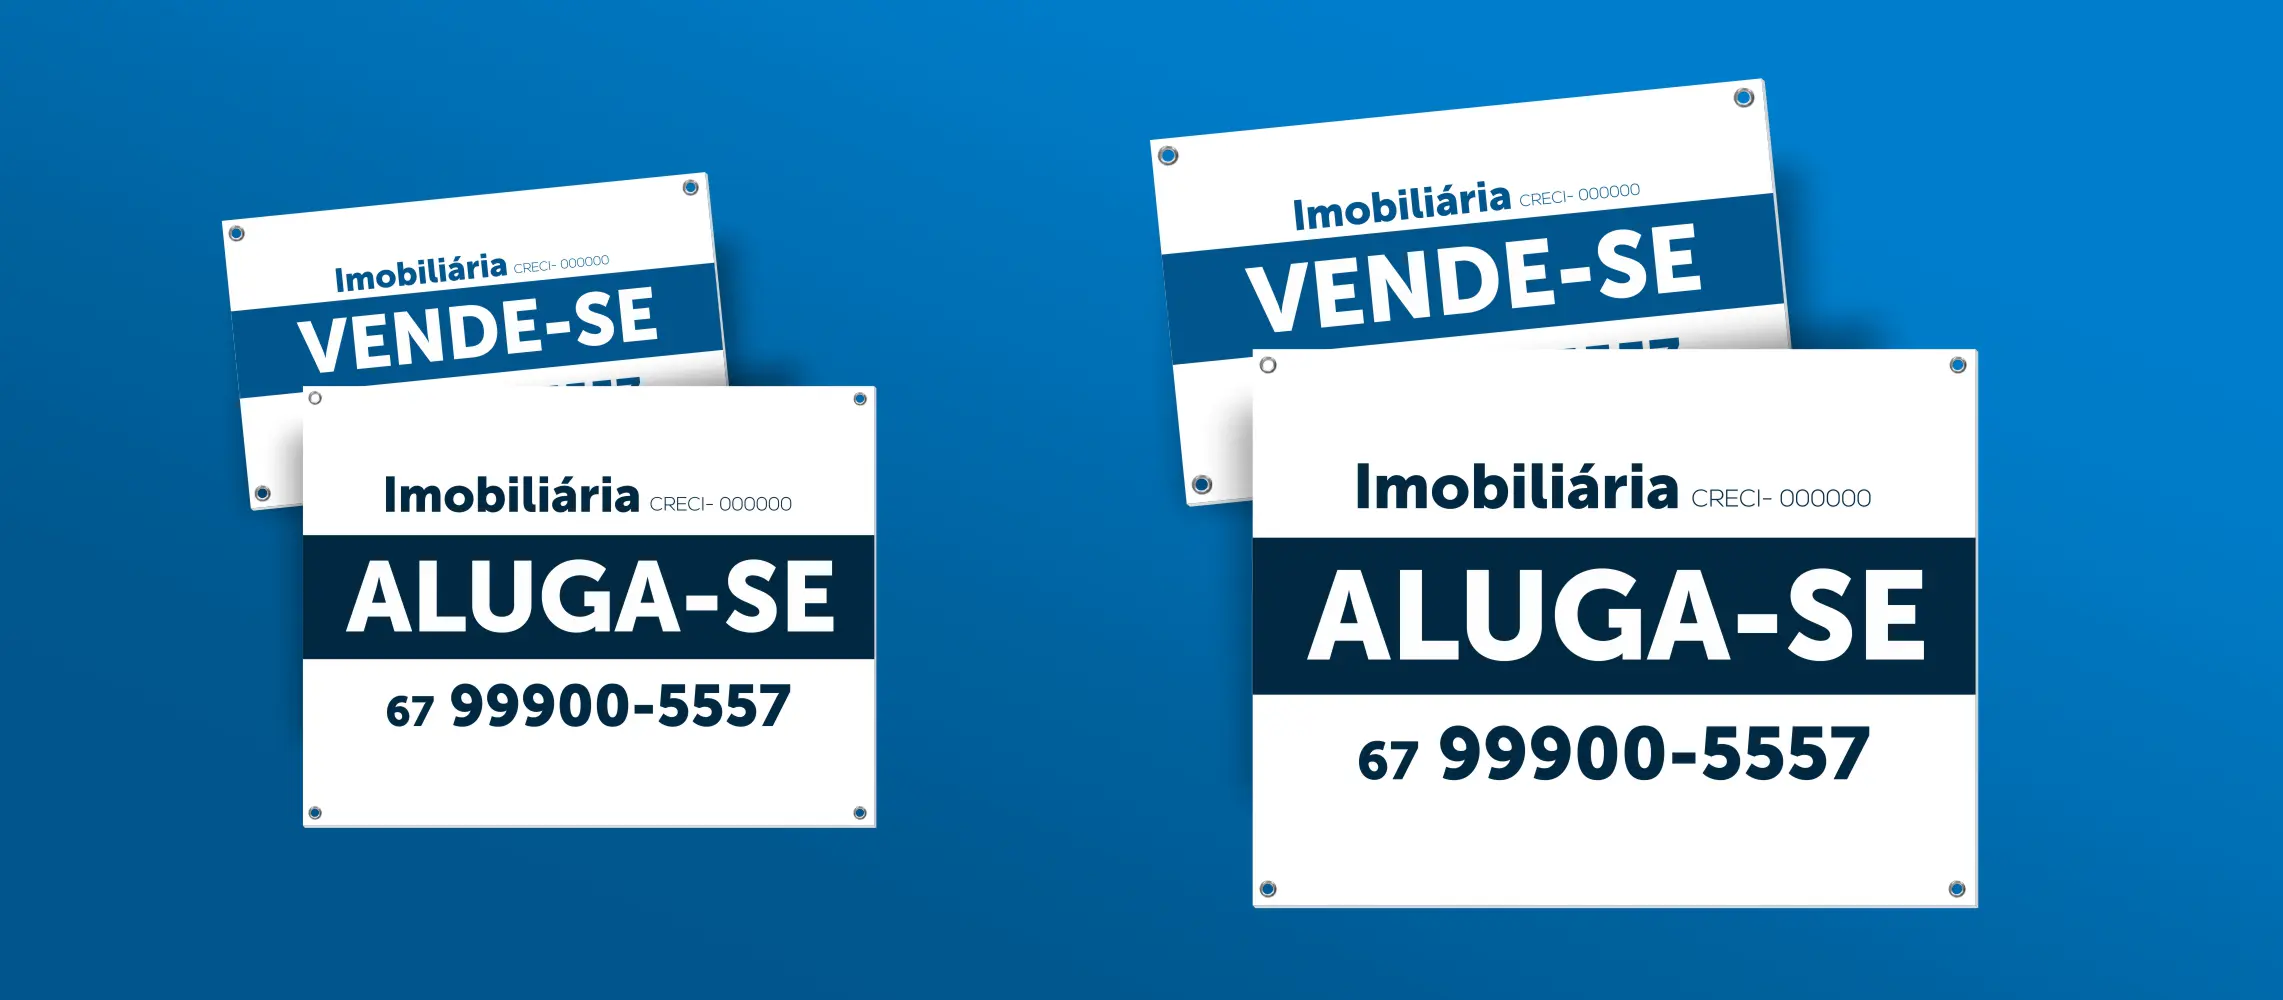 Imobiliária CRECI- 000000
VENDE-SE
Imobiliária CRECI- 000000
ALUGA-SE
67 99900-5557
Imobiliária CRECI- 000000
VENDE-SE
Imobiliária CRECI- 000000
ALUGA-SE
67 99900-5557